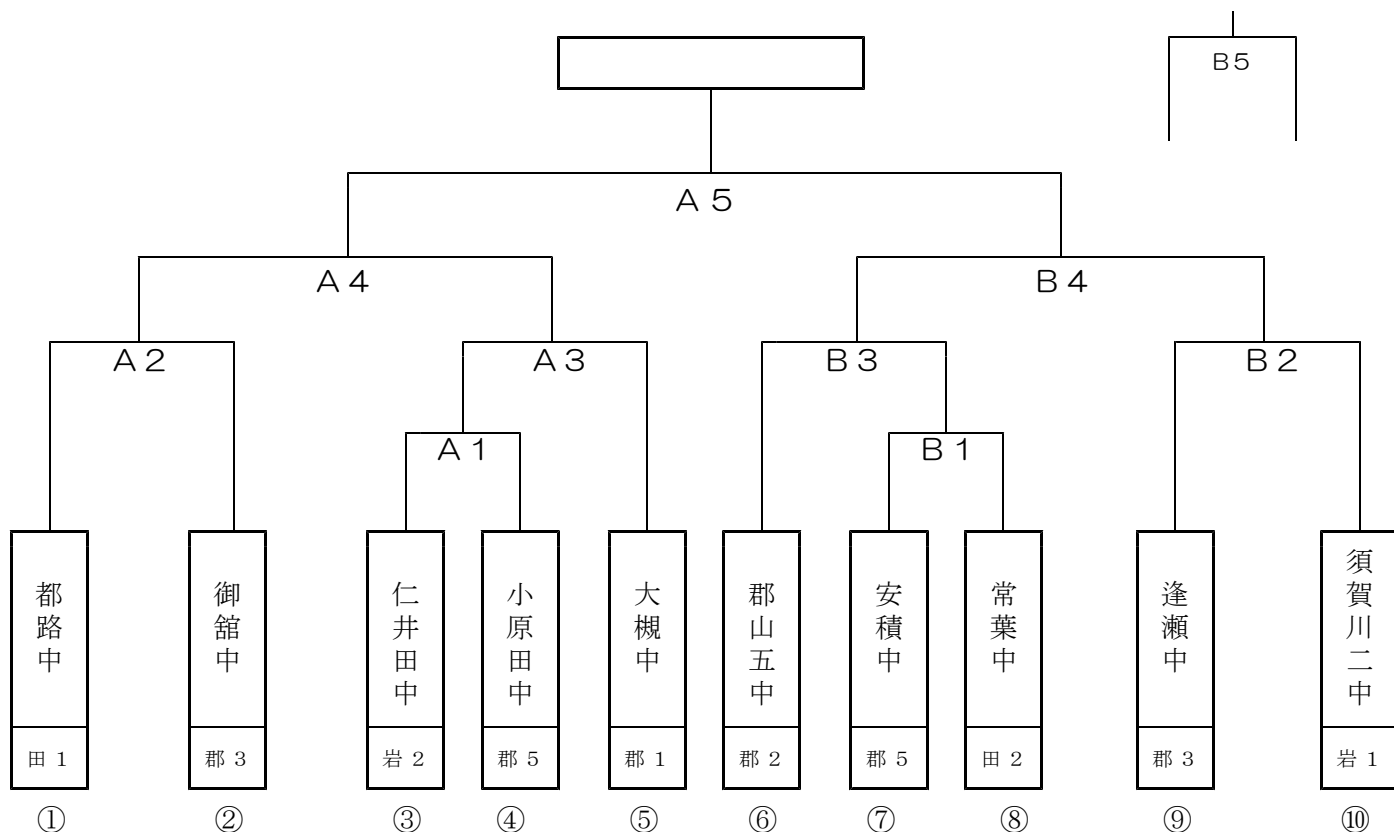 B5
A5
A4
B4
A2
A3
B3
B2
A1
B1
都路中
御舘中
仁井田中
小原田中
大槻中
郡山五中
安積中
常葉中
逢瀬中
須賀川二中
田1
郡3
岩2
郡5
郡1
郡2
郡5
田2
郡3
岩1
①
②
③
④
⑤
⑥
⑦
⑧
⑨
⑩